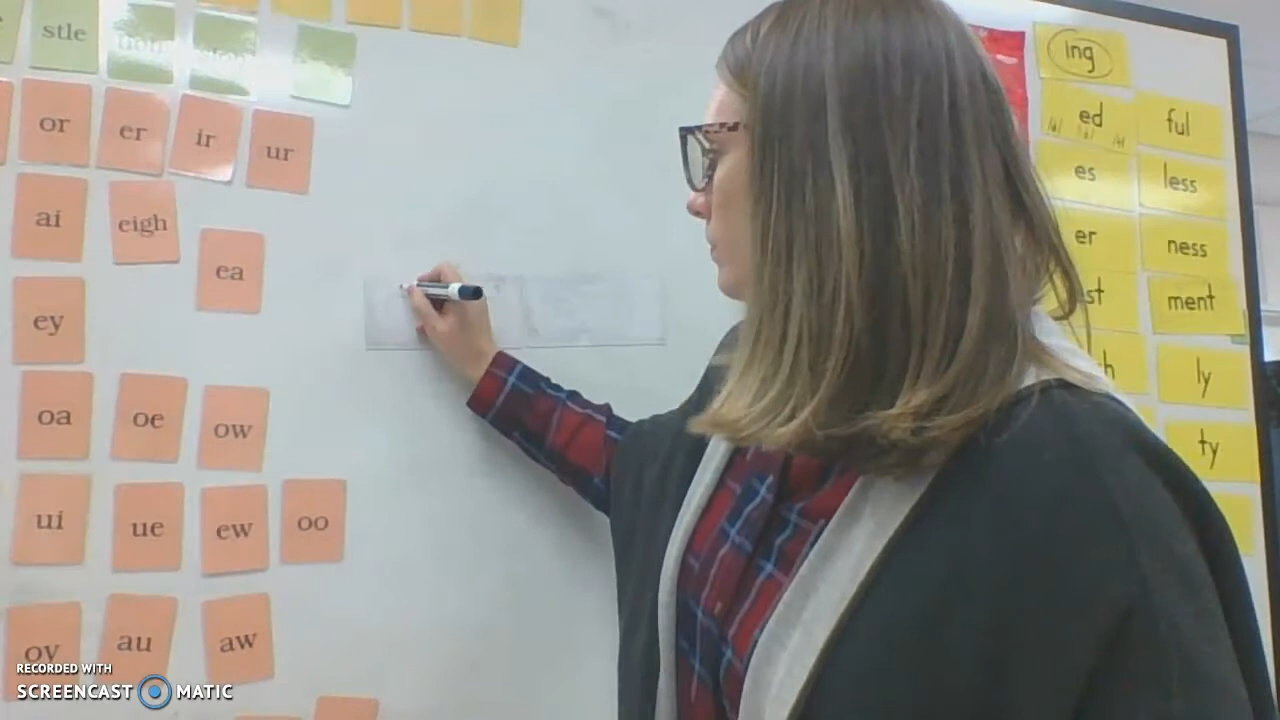 stle
or er ir ur
ai eigh
ea
ey
oa oe ow
ui ue ew oo
au aw
ing
ed ful
es less
er ness
ment
ly
ty
RECORDED WITH
SCREENCAST MATIC